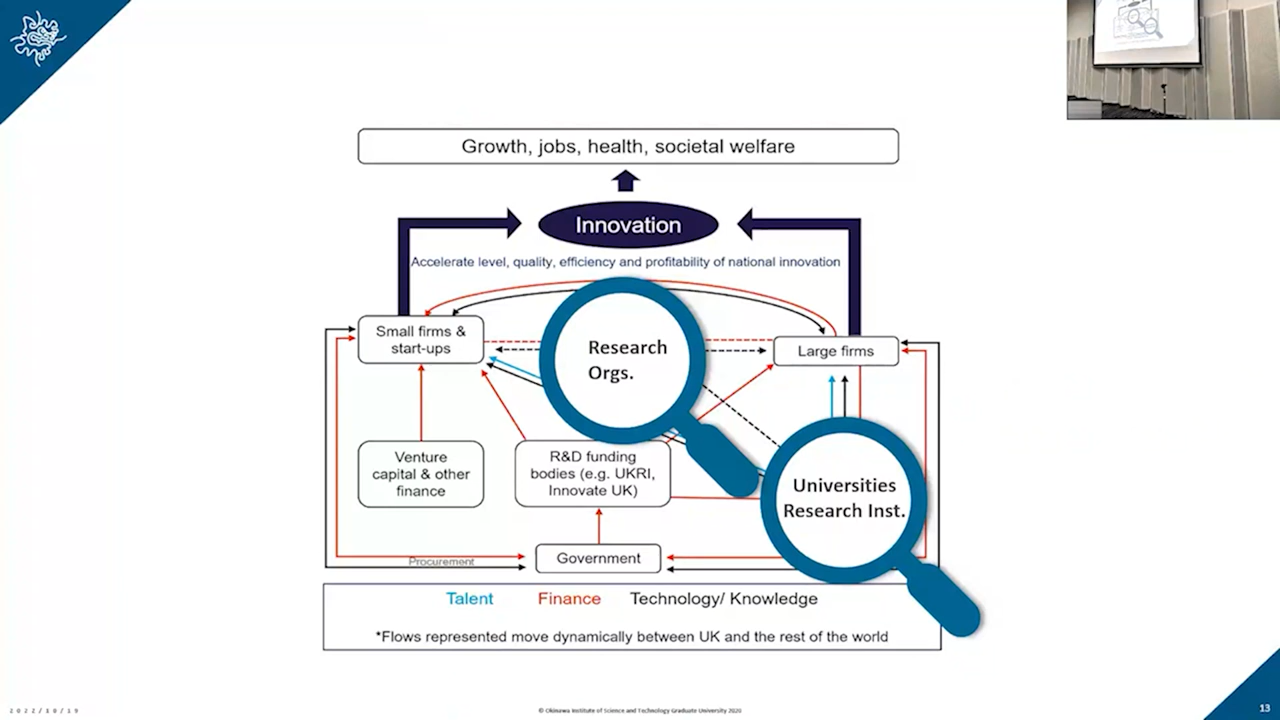 Growth, jobs, health, societal welfare
Innovation
Accelerate level, quality, efficiency and profitability of national innovation
Small firms &
start-ups
Research
Orgs.
Large firms
Venture
capital & other
finance
R&D funding
bodies (e.g. UKRI,
Innovate UK)
Universities
Research Inst.
Government
Procurement
Talent Finance Technology/ Knowledge
*Flows represented move dynamically between UK and the rest of the world
2022/10/19
© Okinawa Institute of Science and Technology Graduate University 2020
13